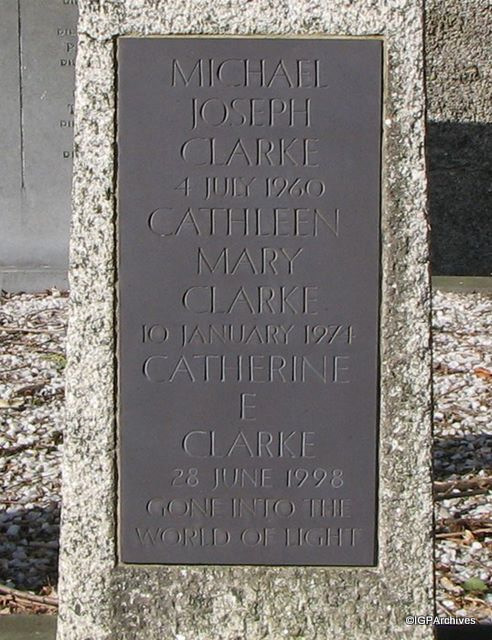 MICHAEL
JOSEPH
CLARKE
4 JULY 1960
CATHLEEN
MARY
CLARKE
10 JANUARY 1974
CATHERINE
E
CLARKE
28 JUNE 1998
GONE INTO THE
WORLD OF LIGHT
©IGPArchives